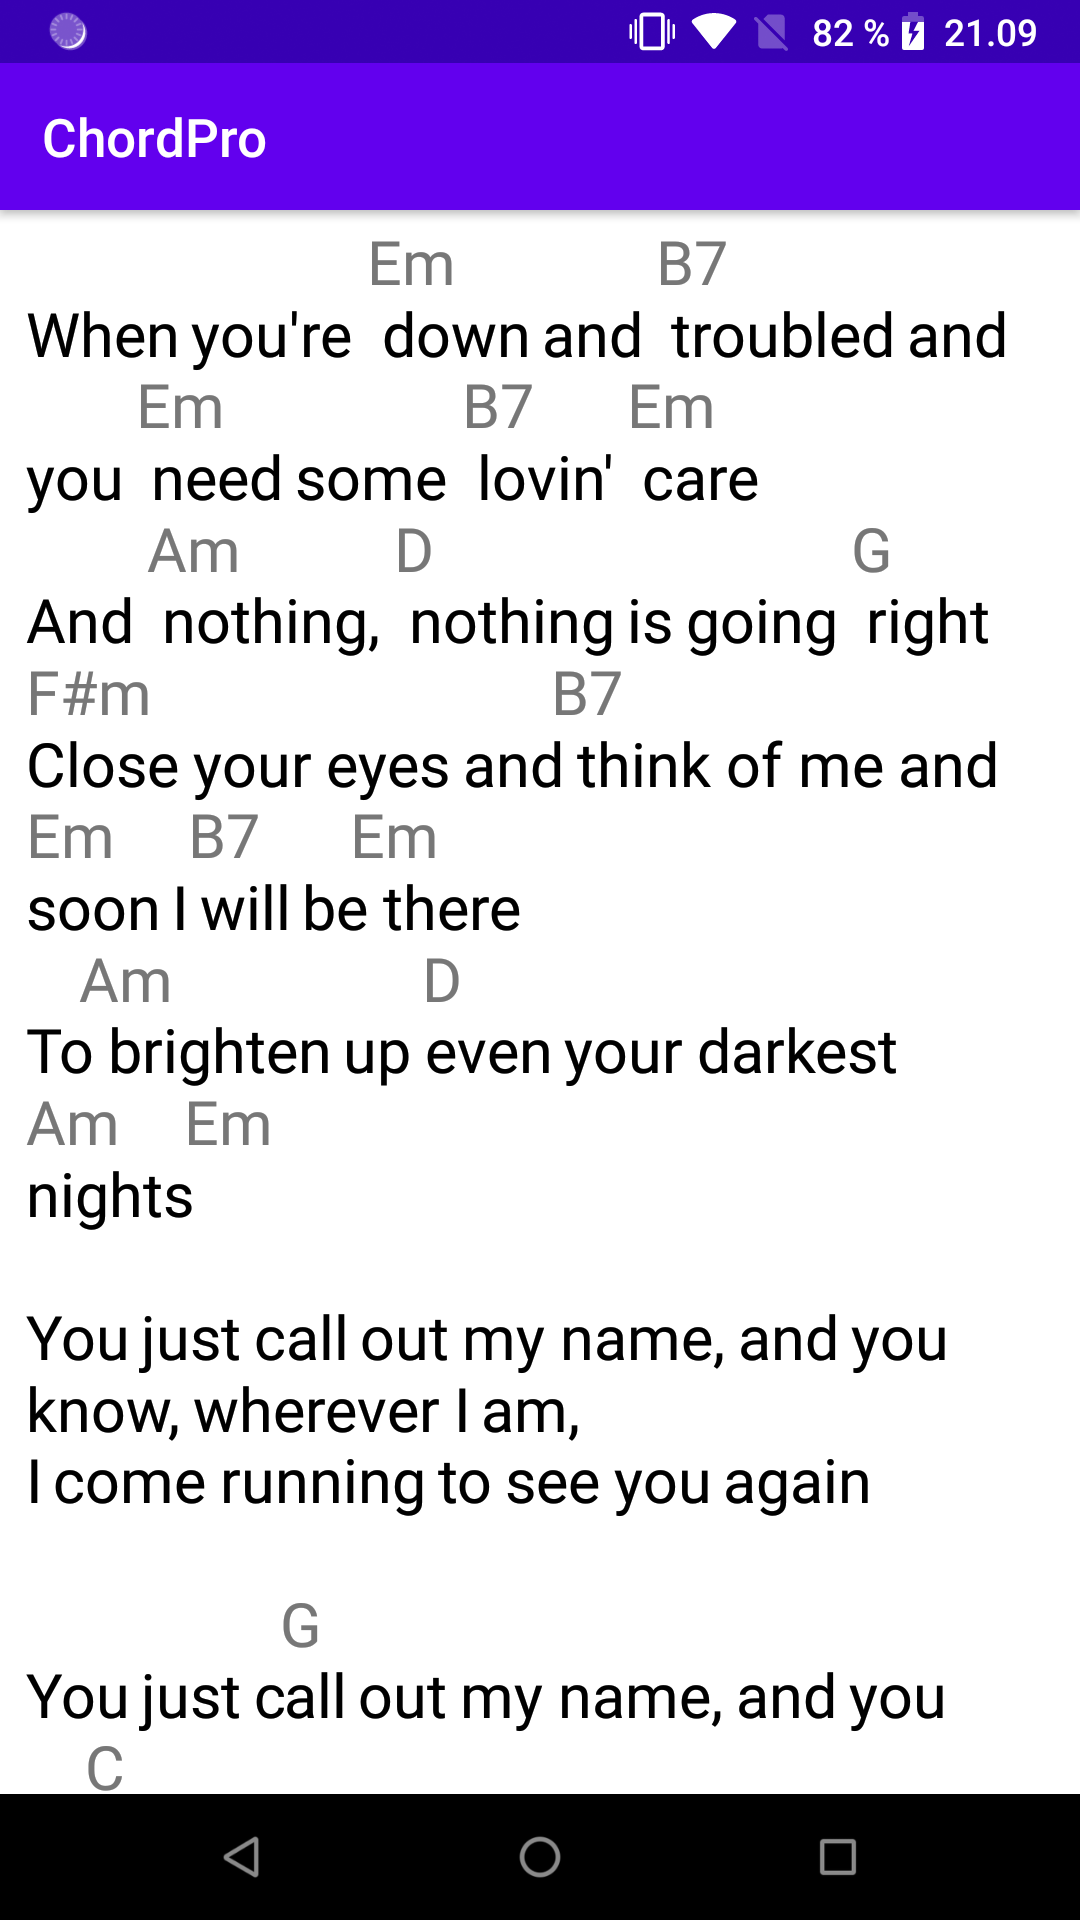 82 % 21.09
ChordPro
Em B7
When you're down and troubled and
Em B7 Em
you need some lovin' care
Am D G
And nothing, nothing is going right
F#m B7
Close your eyes and think of me and
Em B7 Em
soon I will be there
Am D
To brighten up even your darkest
Am Em
nights
You just call out my name, and you
know, wherever I am,
I come running to see you again
G
You just call out my name, and you
C